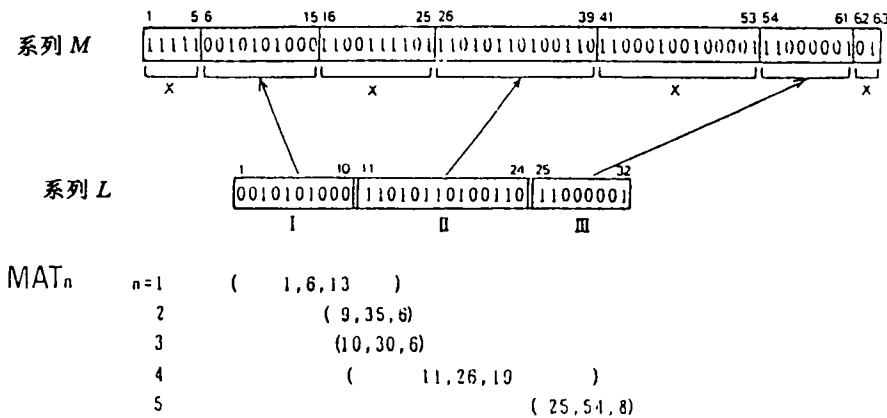 1 5 6 15 16 25 26 39 41 53 54 61 62 63
系列 M 11111 0010101000 1100111101 11010110100110 11000100100001 11000001 01
x x x x
1 10 11 24 25 32
系列 L 0010101000 11010110100110 11000001
I II III
MATn n=1 ( 1,6,13 )
2 ( 9,35,6)
3 (10,30,6)
4 ( 11,26,19 )
5 ( 25,54,8)